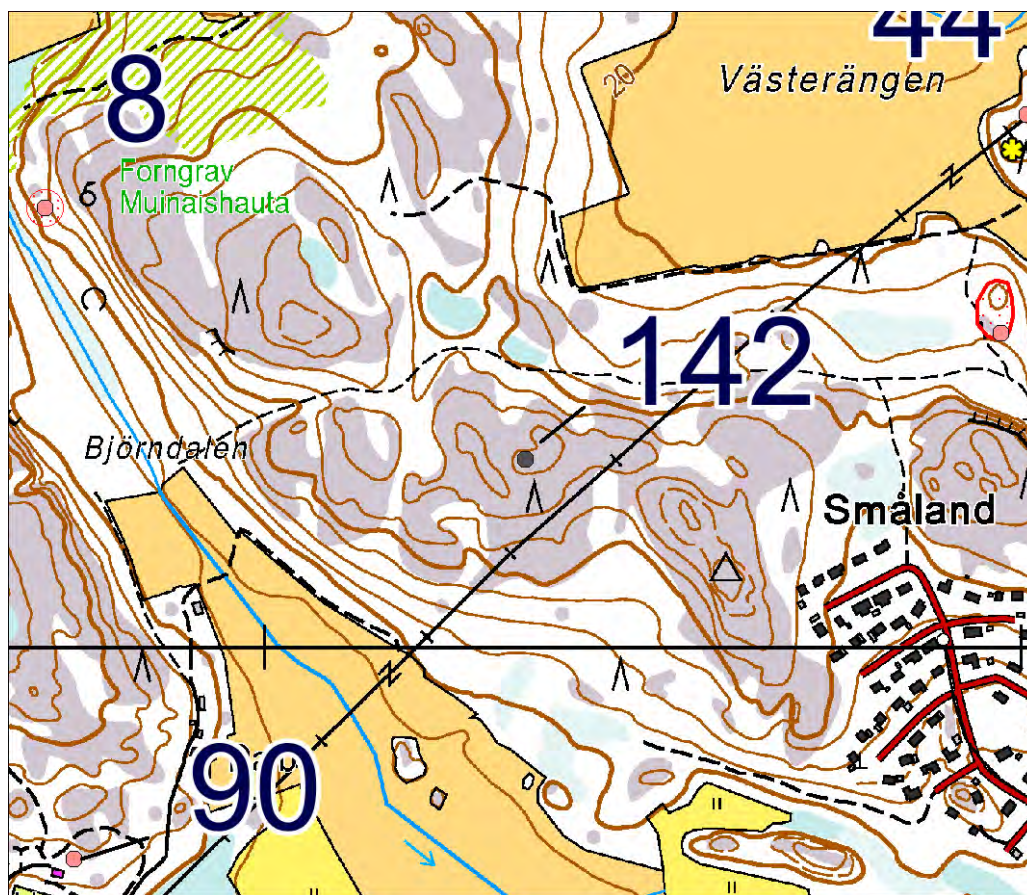 44
Västerängen
20
8
Forngrav
Muinaishauta
142
Björndalen
Småland
90